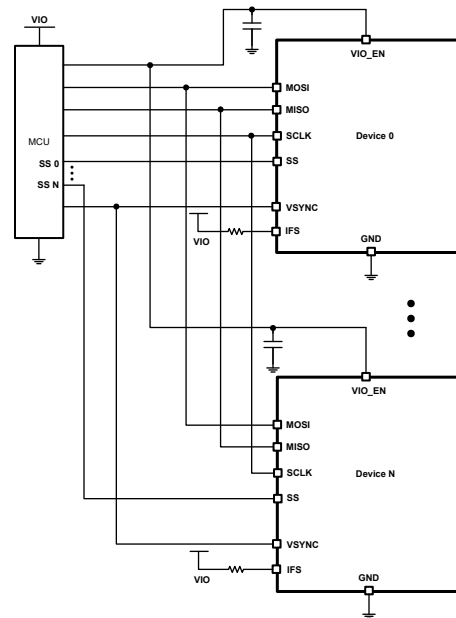 VIO
VIO_EN
MOSI
MISO
SCLK
MCU
Device 0
SS 0
SS
SS N
VSYNC
IFS
VIO
GND
VIO_EN
MOSI
MISO
SCLK
Device N
SS
VSYNC
IFS
VIO
GND